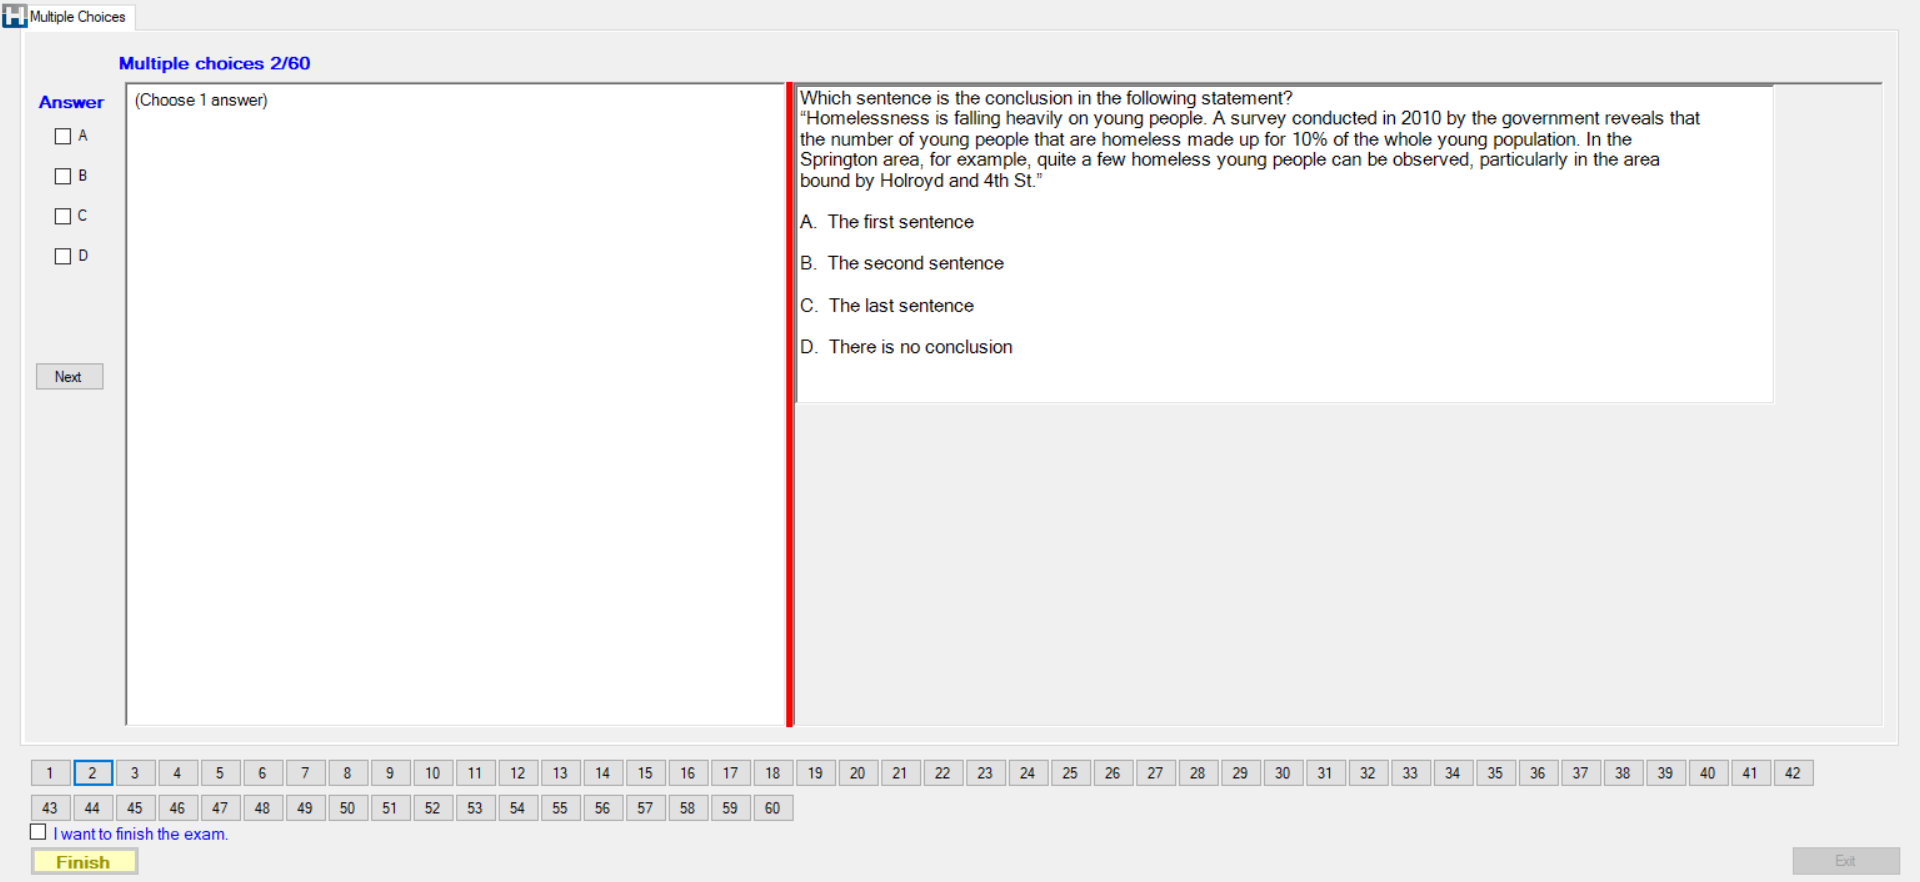 Multiple Choices
Multiple choices 2/60
Answer
A
B
C
D
Next
(Choose 1 answer)
Which sentence is the conclusion in the following statement?
“Homelessness is falling heavily on young people. A survey conducted in 2010 by the government reveals that
the number of young people that are homeless made up for 10% of the whole young population. In the
Springton area, for example, quite a few homeless young people can be observed, particularly in the area
bound by Holroyd and 4th St.”
A. The first sentence
B. The second sentence
C. The last sentence
D. There is no conclusion
1 2 3 4 5 6 7 8 9 10 11 12 13 14 15 16 17 18 19 20 21 22 23 24 25 26 27 28 29 30 31 32 33 34 35 36 37 38 39 40 41 42
43 44 45 46 47 48 49 50 51 52 53 54 55 56 57 58 59 60
I want to finish the exam.
Finish
Exit